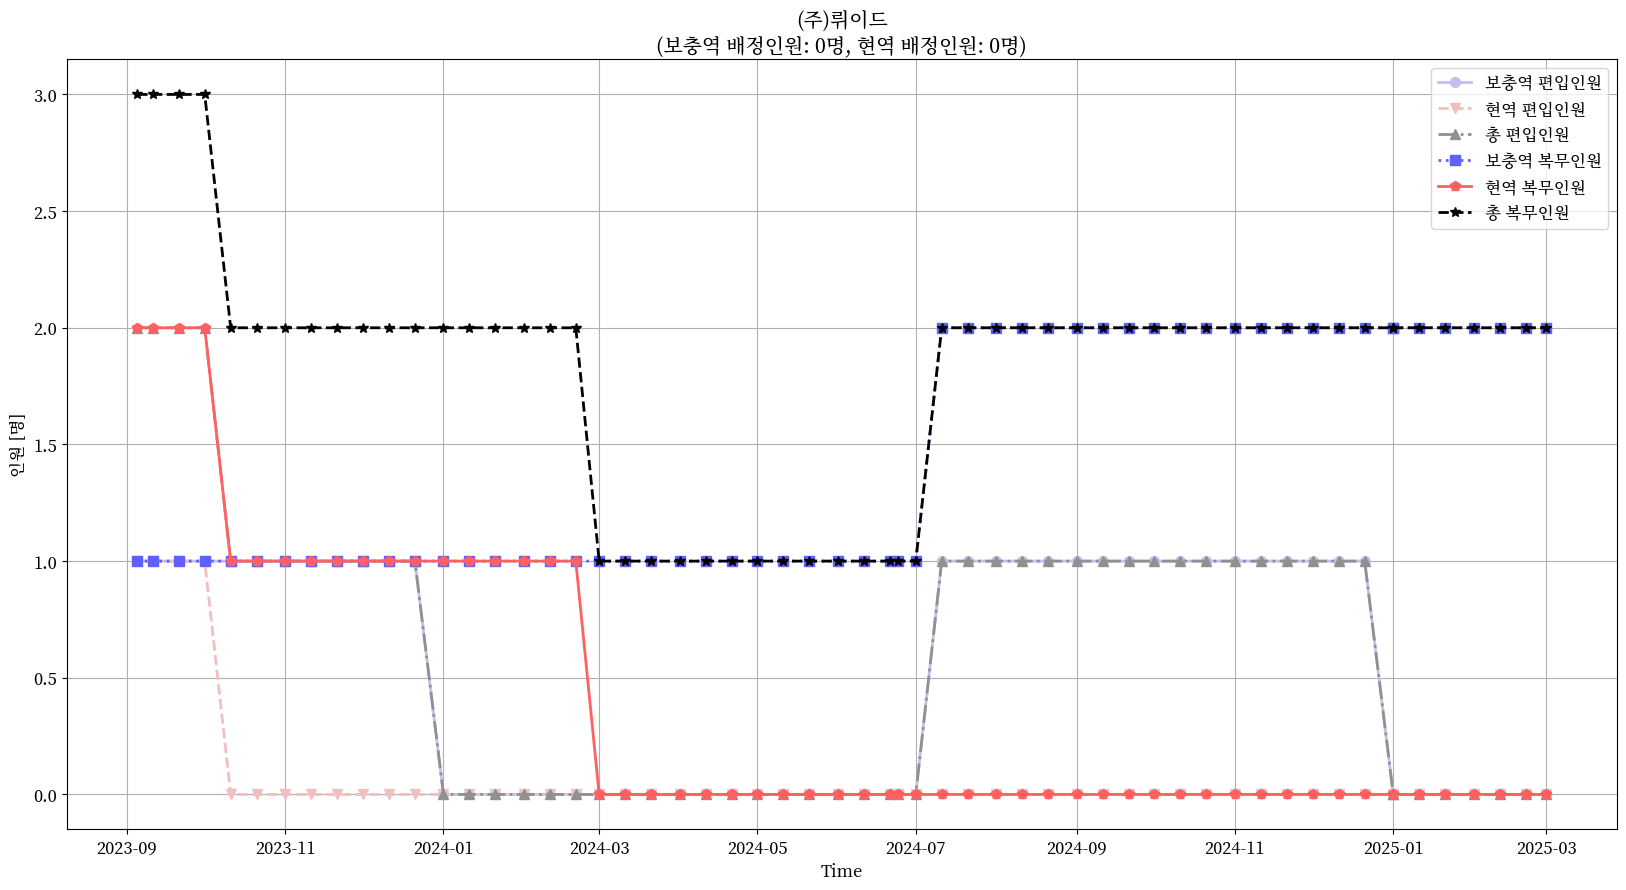 (주)뤼이드
(보충역 배정인원: 0명, 현역 배정인원: 0명)
보충역 편입인원
현역 편입인원
총 편입인원
보충역 복무인원
현역 복무인원
총 복무인원
인원 [명]
3.0
2.5
2.0
1.5
1.0
0.5
0.0
2023-09
2023-11
2024-01
2024-03
2024-05
2024-07
2024-09
2024-11
2025-01
2025-03
Time